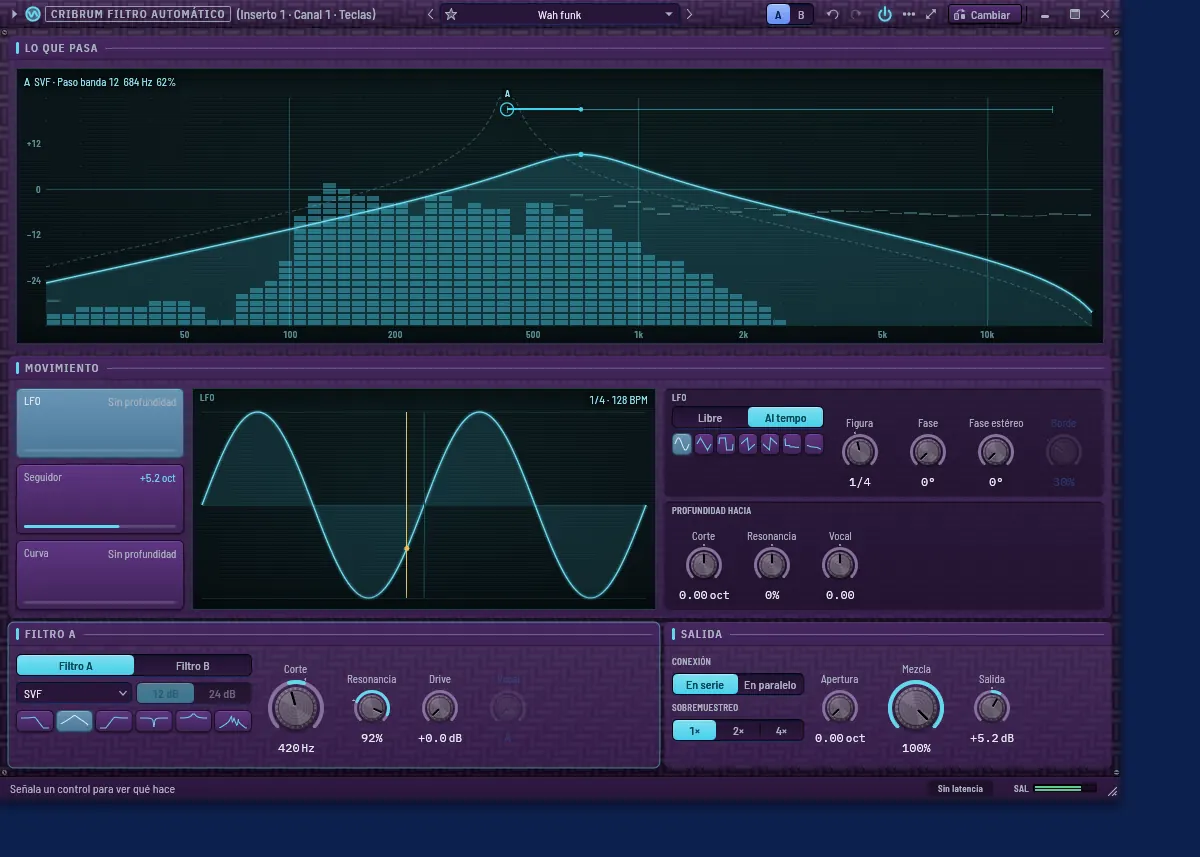 CRIBRUM FILTRO AUTOMÁTICO (Inserto 1 · Canal 1 · Teclas) Wah funk A B Cambiar
LO QUE PASA
A SVF · Paso banda 12 684 Hz 62%
A
+12
0
-12
-24
50 100 200 500 1k 2k 5k 10k
MOVIMIENTO
LFO Sin profundidad
Seguidor +5.2 oct
Curva Sin profundidad
LFO 1/4 · 128 BPM
LFO
Libre Al tempo
Figura Fase Fase estéreo Borde
1/4 0° 0° 30%
PROFUNDIDAD HACIA
Corte Resonancia Vocal
0.00 oct 0% 0.00
FILTRO A
Filtro A Filtro B
SVF 12 dB 24 dB
Corte Resonancia Drive
420 Hz 92% +0.0 dB
SALIDA
CONEXIÓN
En serie En paralelo
SOBREMUESTREO
1× 2× 4×
Apertura Mezcla Salida
0.00 oct 100% +5.2 dB
Señala un control para ver qué hace Sin latencia SAL